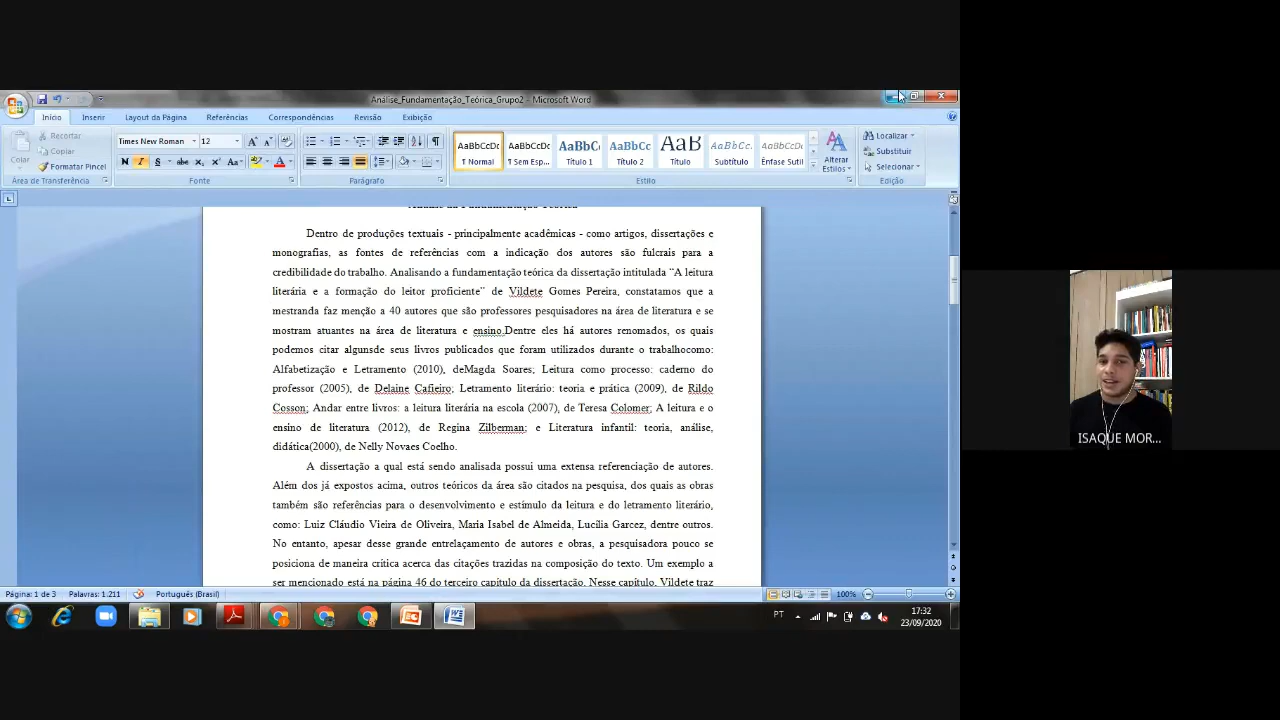 Análise_Fundamentação_Teórica_Grupo2 - Microsoft Word
Início Inserir Layout da Página Referências Correspondências Revisão Exibição
Colar
Recortar
Copiar
Formatar Pincel
Área de Transferência
Times New Roman 12
Fonte
Parágrafo
AaBbCcDc AaBbCcDc AaBbC AaBbCc AaB AaBbCc. AaBbCcDc
¶ Normal ¶ Sem Esp... Título 1 Título 2 Título Subtítulo Ênfase Sutil
Alterar
Estilos
Estilo
Localizar
Substituir
Selecionar
Edição
Análise da Fundamentação Teórica
Dentro de produções textuais - principalmente acadêmicas - como artigos, dissertações e
monografias, as fontes de referências com a indicação dos autores são fulcrais para a
credibilidade do trabalho. Analisando a fundamentação teórica da dissertação intitulada “A leitura
literária e a formação do leitor proficiente” de Vildete Gomes Pereira, constatamos que a
mestranda faz menção a 40 autores que são professores pesquisadores na área de literatura e se
mostram atuantes na área de literatura e ensino.Dentre eles há autores renomados, os quais
podemos citar algunsde seus livros publicados que foram utilizados durante o trabalhocomo:
Alfabetização e Letramento (2010), deMagda Soares; Leitura como processo: caderno do
professor (2005), de Delaine Cafieiro; Letramento literário: teoria e prática (2009), de Rildo
Cosson; Andar entre livros: a leitura literária na escola (2007), de Teresa Colomer; A leitura e o
ensino de literatura (2012), de Regina Zilberman; e Literatura infantil: teoria, análise,
didática(2000), de Nelly Novaes Coelho.
A dissertação a qual está sendo analisada possui uma extensa referenciação de autores.
Além dos já expostos acima, outros teóricos da área são citados na pesquisa, dos quais as obras
também são referências para o desenvolvimento e estímulo da leitura e do letramento literário,
como: Luiz Cláudio Vieira de Oliveira, Maria Isabel de Almeida, Lucília Garcez, dentre outros.
No entanto, apesar desse grande entrelaçamento de autores e obras, a pesquisadora pouco se
posiciona de maneira crítica acerca das citações trazidas na composição do texto. Um exemplo a
ser mencionado está na página 46 do terceiro capítulo da dissertação. Nesse capítulo, Vildete traz
ISAQUE MOR...
Página: 1 de 3 Palavras: 1.211 Português (Brasil) 100%
PT 17:32
23/09/2020